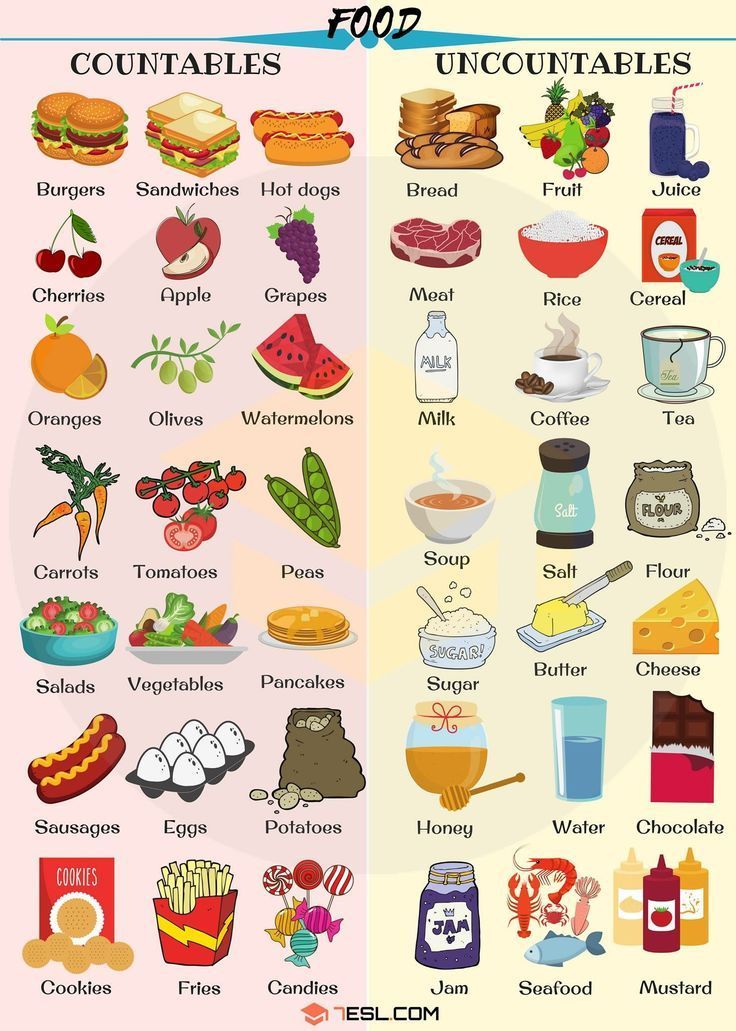 FOOD
COUNTABLES
UNCOUNTABLES
Burgers Sandwiches Hot dogs
Bread Fruit Juice
CEREAL
Cherries Apple Grapes
Meat Rice Cereal
MILK
Tea
Oranges Olives Watermelons
Milk Coffee Tea
Salt
FLOUR
Carrots Tomatoes Peas
Soup Salt Flour
SUGAR!
Salads Vegetables Pancakes
Sugar Butter Cheese
Sausages Eggs Potatoes
Honey Water Chocolate
COOKIES
JAM
Cookies Fries Candies
Jam Seafood Mustard
7ESL.COM